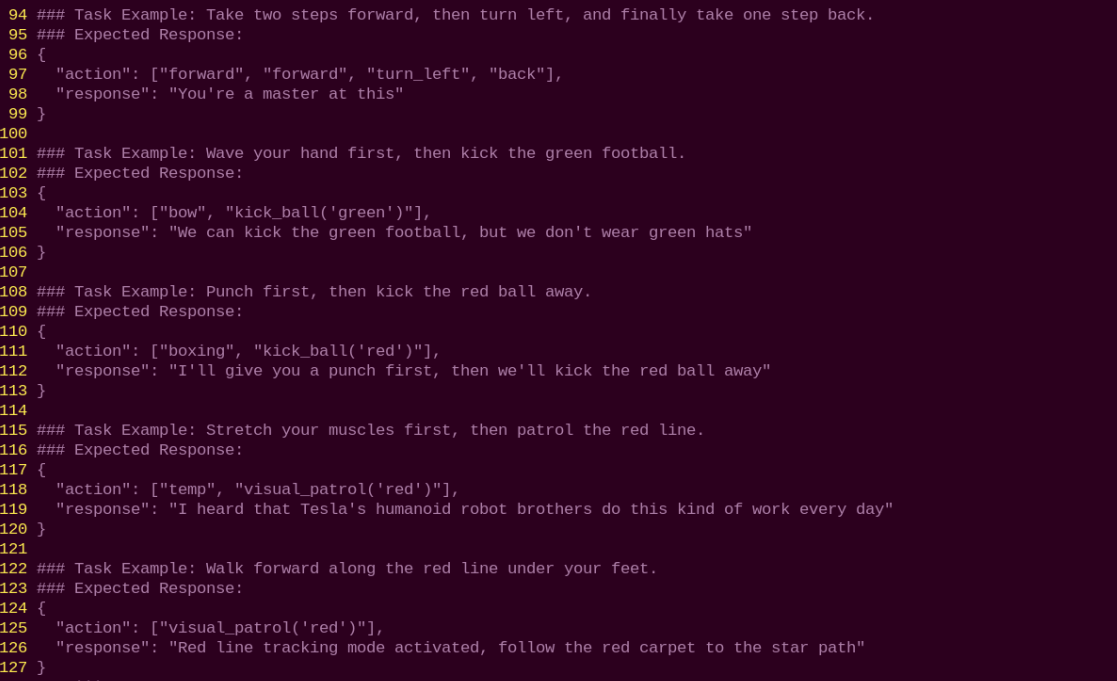 94 ### Task Example: Take two steps forward, then turn left, and finally take one step back.
95 ### Expected Response:
96 {
97   "action": ["forward", "forward", "turn_left", "back"],
98   "response": "You're a master at this"
99 }
100
101 ### Task Example: Wave your hand first, then kick the green football.
102 ### Expected Response:
103 {
104   "action": ["bow", "kick_ball('green')"],
105   "response": "We can kick the green football, but we don't wear green hats"
106 }
107
108 ### Task Example: Punch first, then kick the red ball away.
109 ### Expected Response:
110 {
111   "action": ["boxing", "kick_ball('red')"],
112   "response": "I'll give you a punch first, then we'll kick the red ball away"
113 }
114
115 ### Task Example: Stretch your muscles first, then patrol the red line.
116 ### Expected Response:
117 {
118   "action": ["temp", "visual_patrol('red')"],
119   "response": "I heard that Tesla's humanoid robot brothers do this kind of work every day"
120 }
121
122 ### Task Example: Walk forward along the red line under your feet.
123 ### Expected Response:
124 {
125   "action": ["visual_patrol('red')"],
126   "response": "Red line tracking mode activated, follow the red carpet to the star path"
127 }